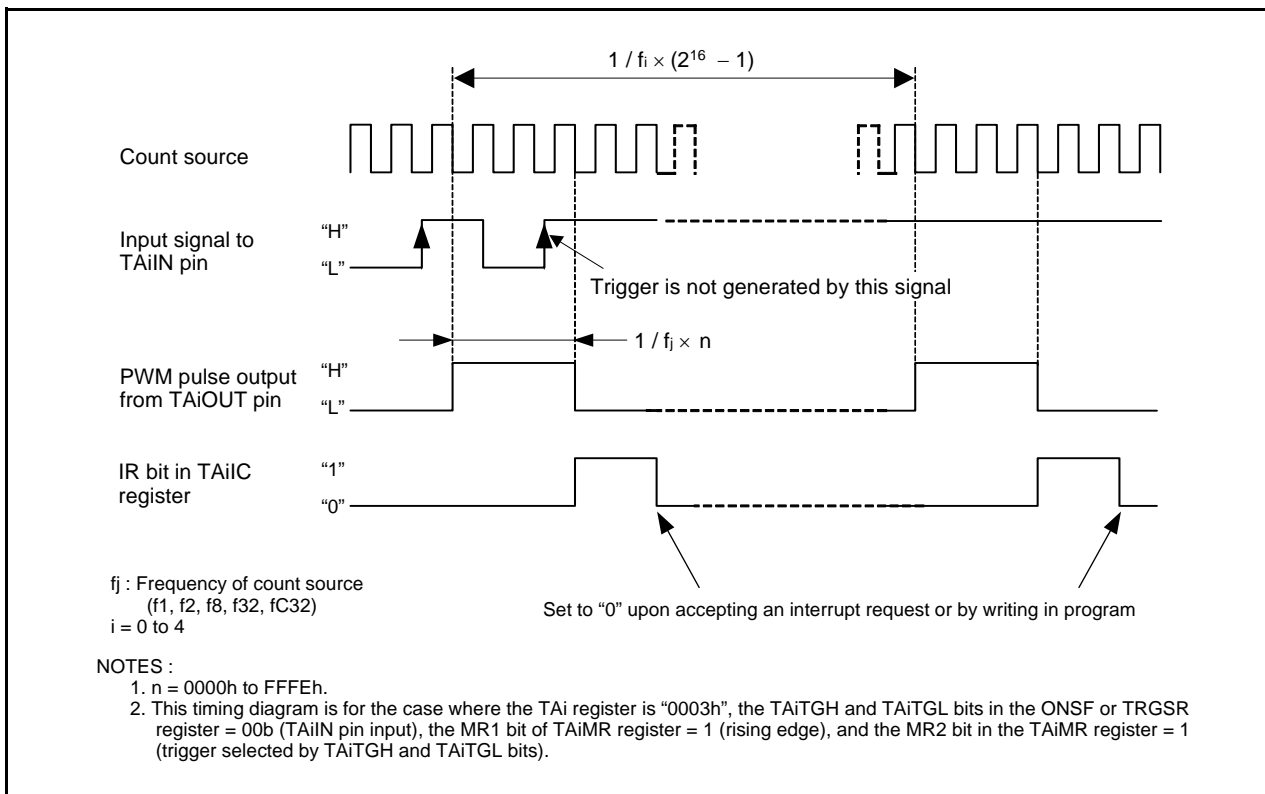 1 / fi × (2¹⁶ − 1)
Count source
Input signal to
TAiIN pin
“H”
“L”
Trigger is not generated by this signal
1 / fj × n
PWM pulse output
from TAiOUT pin
“H”
“L”
IR bit in TAiIC
register
“1”
“0”
fj : Frequency of count source
(f1, f2, f8, f32, fC32)
i = 0 to 4
Set to “0” upon accepting an interrupt request or by writing in program
NOTES :
1. n = 0000h to FFFEh.
2. This timing diagram is for the case where the TAi register is “0003h”, the TAiTGH and TAiTGL bits in the ONSF or TRGSR
register = 00b (TAiIN pin input), the MR1 bit of TAiMR register = 1 (rising edge), and the MR2 bit in the TAiMR register = 1
(trigger selected by TAiTGH and TAiTGL bits).